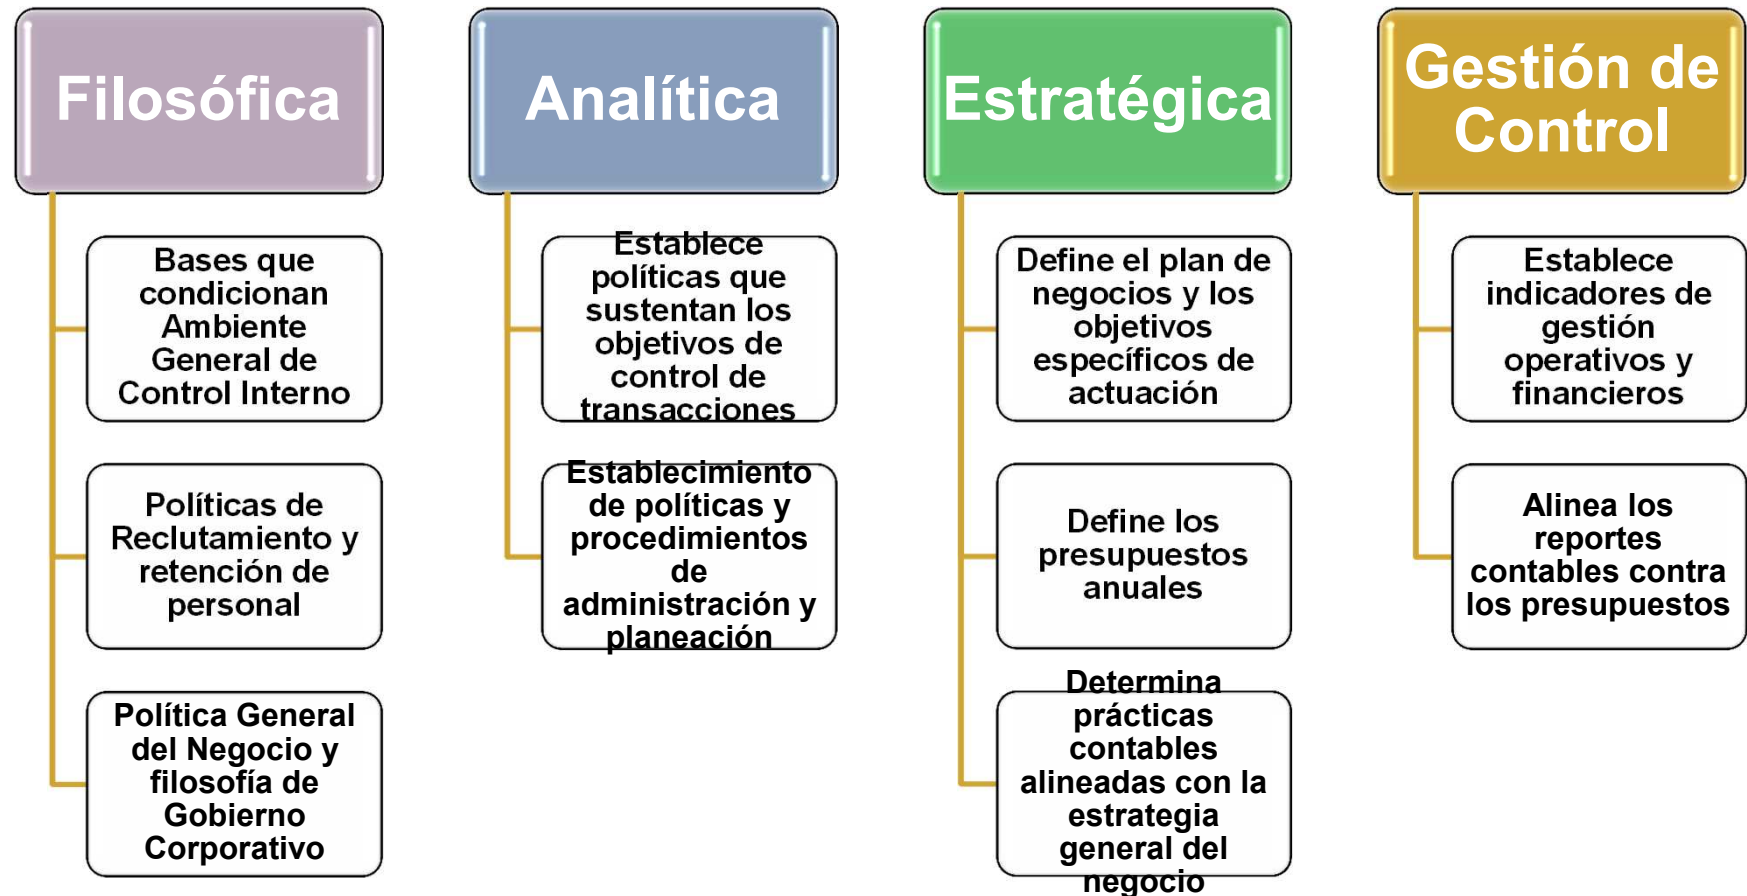 Filosófica
Bases que
condicionan
Ambiente
General de
Control Interno
Políticas de
Reclutamiento y
retención de
personal
Política General
del Negocio y
filosofía de
Gobierno
Corporativo
Analítica
Establece
políticas que
sustentan los
objetivos de
control de
transacciones
Establecimiento
de políticas y
procedimientos
de
administración y
planeación
Estratégica
Define el plan de
negocios y los
objetivos
específicos de
actuación
Define los
presupuestos
anuales
Determina
prácticas
contables
alineadas con la
estrategia
general del
negocio
Gestión de
Control
Establece
indicadores de
gestión
operativos y
financieros
Alinea los
reportes
contables contra
los presupuestos